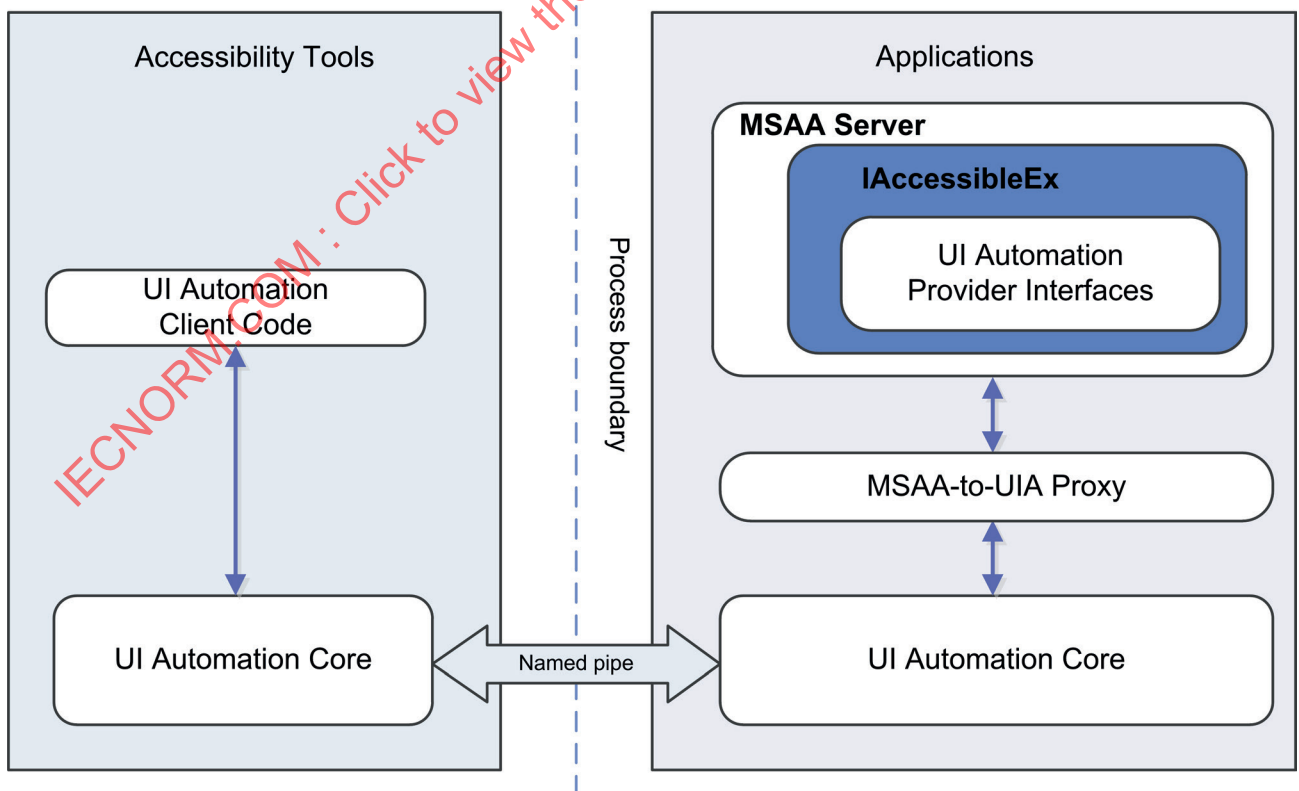 Accessibility Tools
UI Automation
Client Code
UI Automation Core
IECNORM.COM : Click to view the
Process boundary
Named pipe
Applications
MSAA Server
IAccessibleEx
UI Automation
Provider Interfaces
MSAA-to-UIA Proxy
UI Automation Core